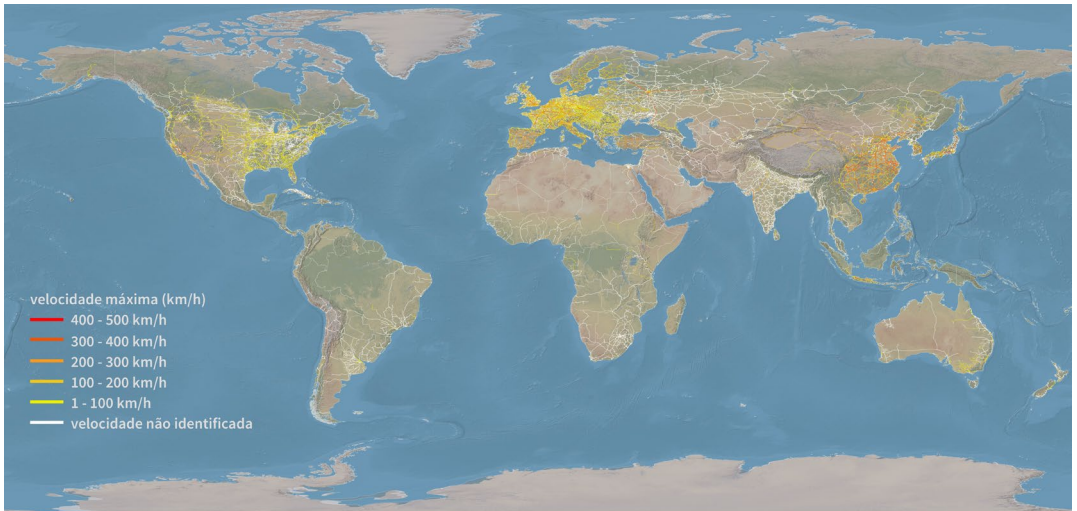 velocidade máxima (km/h)
400 - 500 km/h
300 - 400 km/h
200 - 300 km/h
100 - 200 km/h
1 - 100 km/h
velocidade não identificada